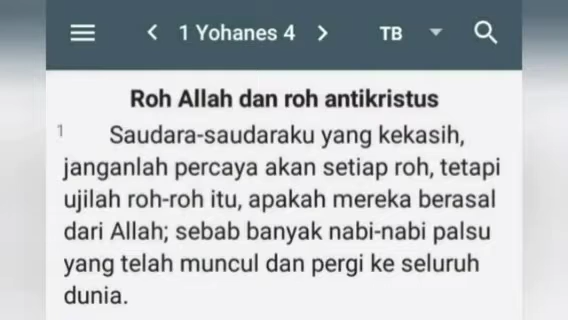 1 Yohanes 4 TB
Roh Allah dan roh antikristus
1 Saudara-saudaraku yang kekasih,
janganlah percaya akan setiap roh, tetapi
ujilah roh-roh itu, apakah mereka berasal
dari Allah; sebab banyak nabi-nabi palsu
yang telah muncul dan pergi ke seluruh
dunia.